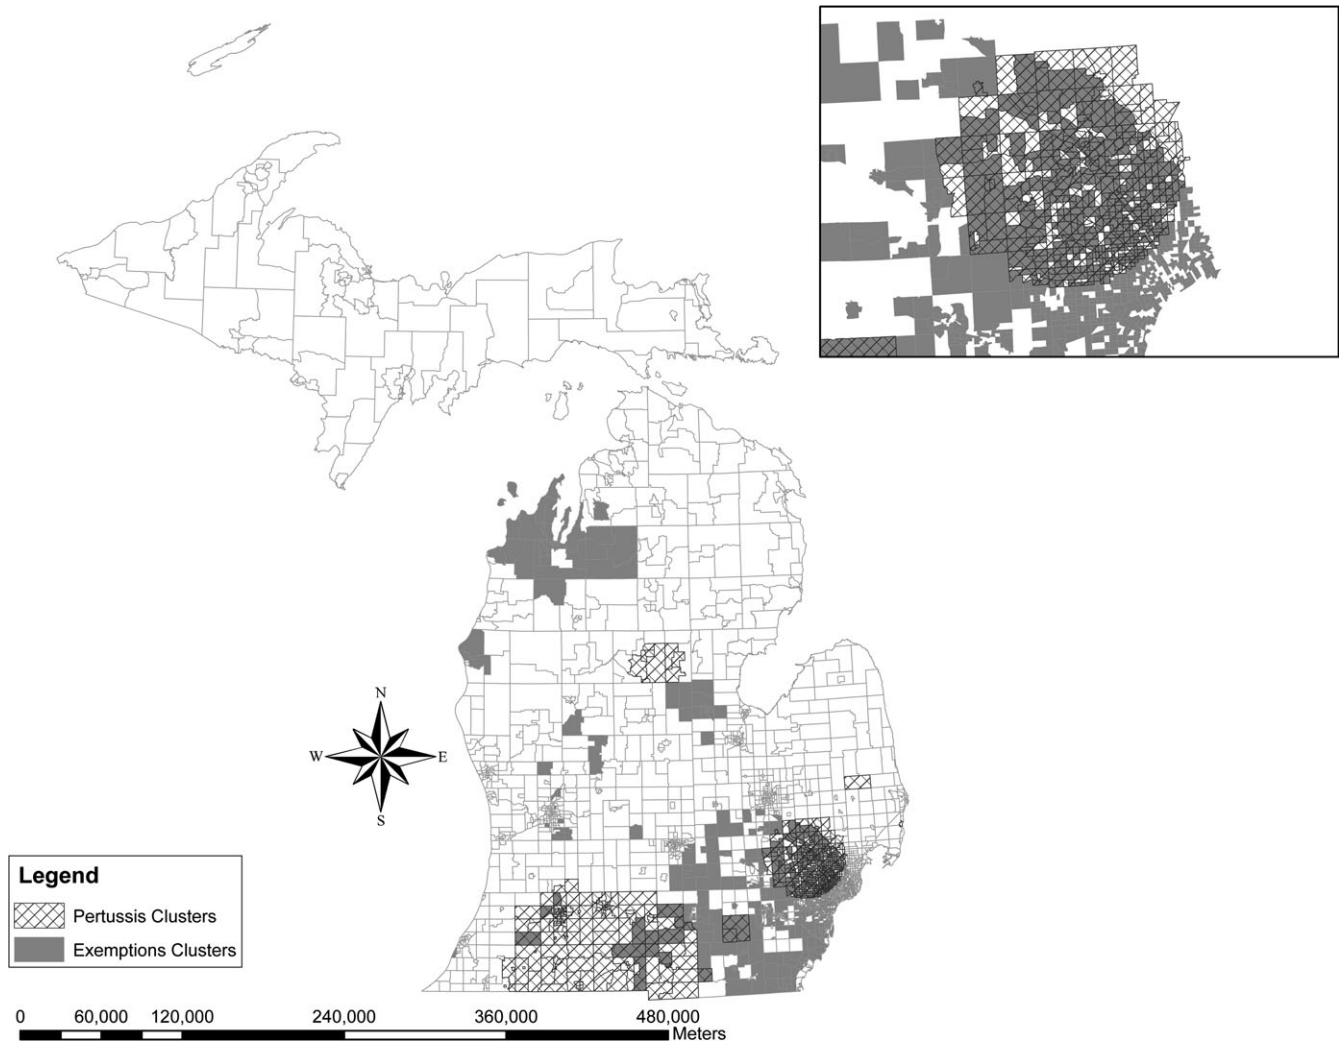 N
W E
S
Legend
Pertussis Clusters
Exemptions Clusters
0 60,000 120,000 240,000 360,000 480,000
Meters